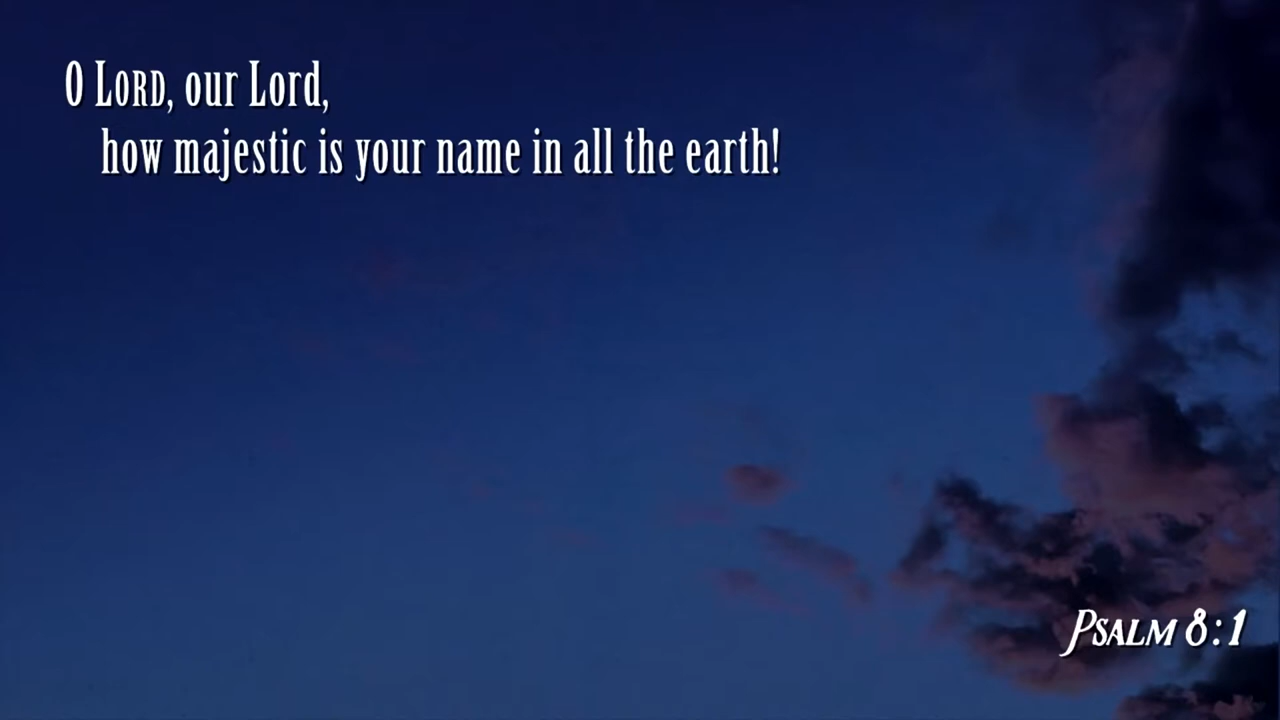 O LORD, our Lord,
how majestic is your name in all the earth!
PSALM 8:1